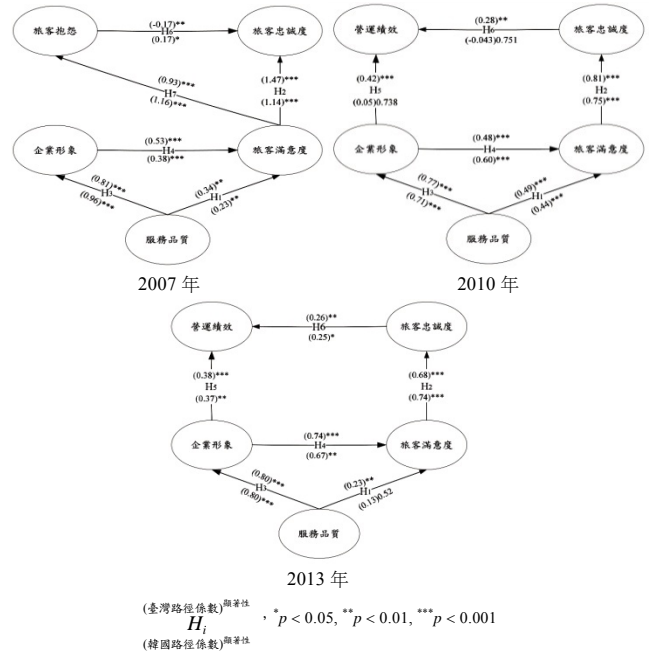 旅客抱怨
(-0.17)**
H6
(0.17)*
旅客忠誠度
(0.93)***
H7
(1.16)***
(1.47)***
H2
(1.14)***
企業形象
(0.53)***
H4
(0.38)***
旅客滿意度
(0.81)***
H3
(0.96)***
(0.34)**
H1
(0.23)**
服務品質
2007 年
營運績效
(0.28)**
H6
(-0.043)0.751
旅客忠誠度
(0.42)***
H5
(0.05)0.738
(0.81)***
H2
(0.75)***
企業形象
(0.48)***
H4
(0.60)***
旅客滿意度
(0.77)***
H3
(0.71)***
(0.49)***
H1
(0.44)***
服務品質
2010 年
營運績效
(0.26)**
H6
(0.25)*
旅客忠誠度
(0.38)***
H5
(0.37)**
(0.68)***
H2
(0.74)***
企業形象
(0.74)***
H4
(0.67)**
旅客滿意度
(0.80)***
H3
(0.80)***
(0.23)**
H1
(0.13)0.52
服務品質
2013 年
(臺灣路徑係數)顯著性
Hi , *p < 0.05, **p < 0.01, ***p < 0.001
(韓國路徑係數)顯著性